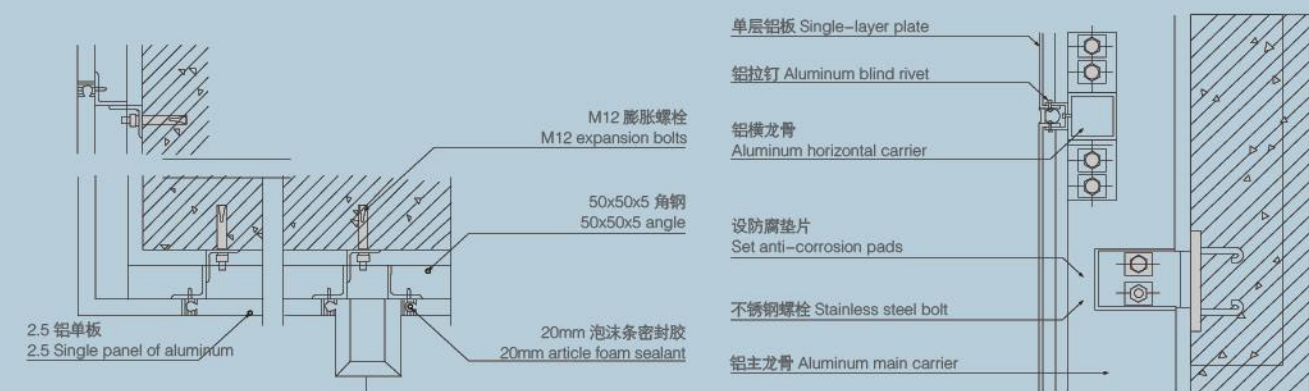 M12 膨胀螺栓
M12 expansion bolts
50x50x5 角钢
50x50x5 angle
2.5 铝单板
2.5 Single panel of aluminum
20mm 泡沫条密封胶
20mm article foam sealant
单层铝板 Single-layer plate
铝拉钉 Aluminum blind rivet
铝横龙骨
Aluminum horizontal carrier
设防腐垫片
Set anti-corrosion pads
不锈钢螺栓 Stainless steel bolt
铝主龙骨 Aluminum main carrier